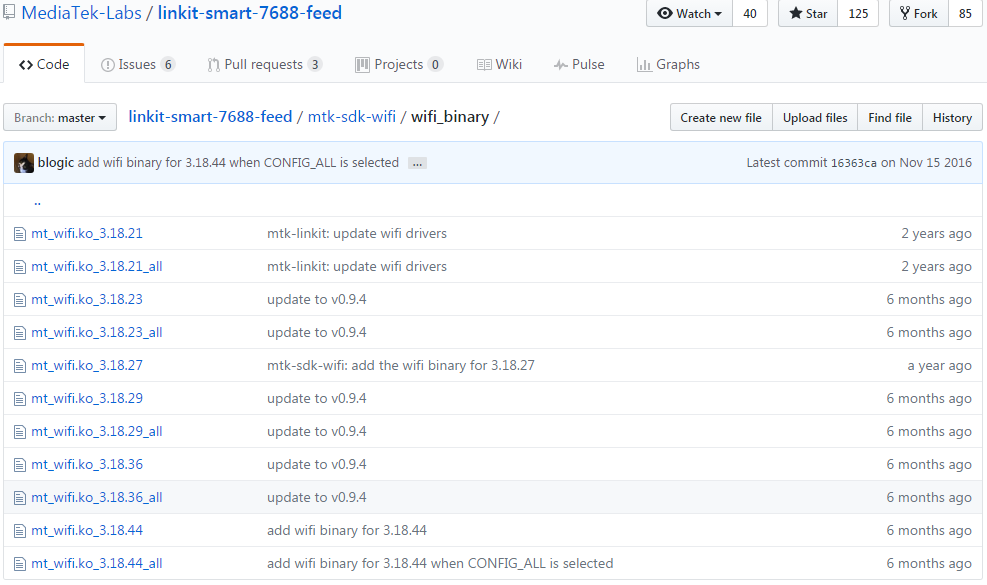 MediaTek-Labs / linkit-smart-7688-feed Watch 40 Star 125 Fork 85
Code Issues 6 Pull requests 3 Projects 0 Wiki Pulse Graphs
Branch: master linkit-smart-7688-feed / mtk-sdk-wifi / wifi_binary / Create new file Upload files Find file History
blogic add wifi binary for 3.18.44 when CONFIG_ALL is selected ... Latest commit 16363ca on Nov 15 2016
..
mt_wifi.ko_3.18.21 mtk-linkit: update wifi drivers 2 years ago
mt_wifi.ko_3.18.21_all mtk-linkit: update wifi drivers 2 years ago
mt_wifi.ko_3.18.23 update to v0.9.4 6 months ago
mt_wifi.ko_3.18.23_all update to v0.9.4 6 months ago
mt_wifi.ko_3.18.27 mtk-sdk-wifi: add the wifi binary for 3.18.27 a year ago
mt_wifi.ko_3.18.29 update to v0.9.4 6 months ago
mt_wifi.ko_3.18.29_all update to v0.9.4 6 months ago
mt_wifi.ko_3.18.36 update to v0.9.4 6 months ago
mt_wifi.ko_3.18.36_all update to v0.9.4 6 months ago
mt_wifi.ko_3.18.44 add wifi binary for 3.18.44 6 months ago
mt_wifi.ko_3.18.44_all add wifi binary for 3.18.44 when CONFIG_ALL is selected 6 months ago